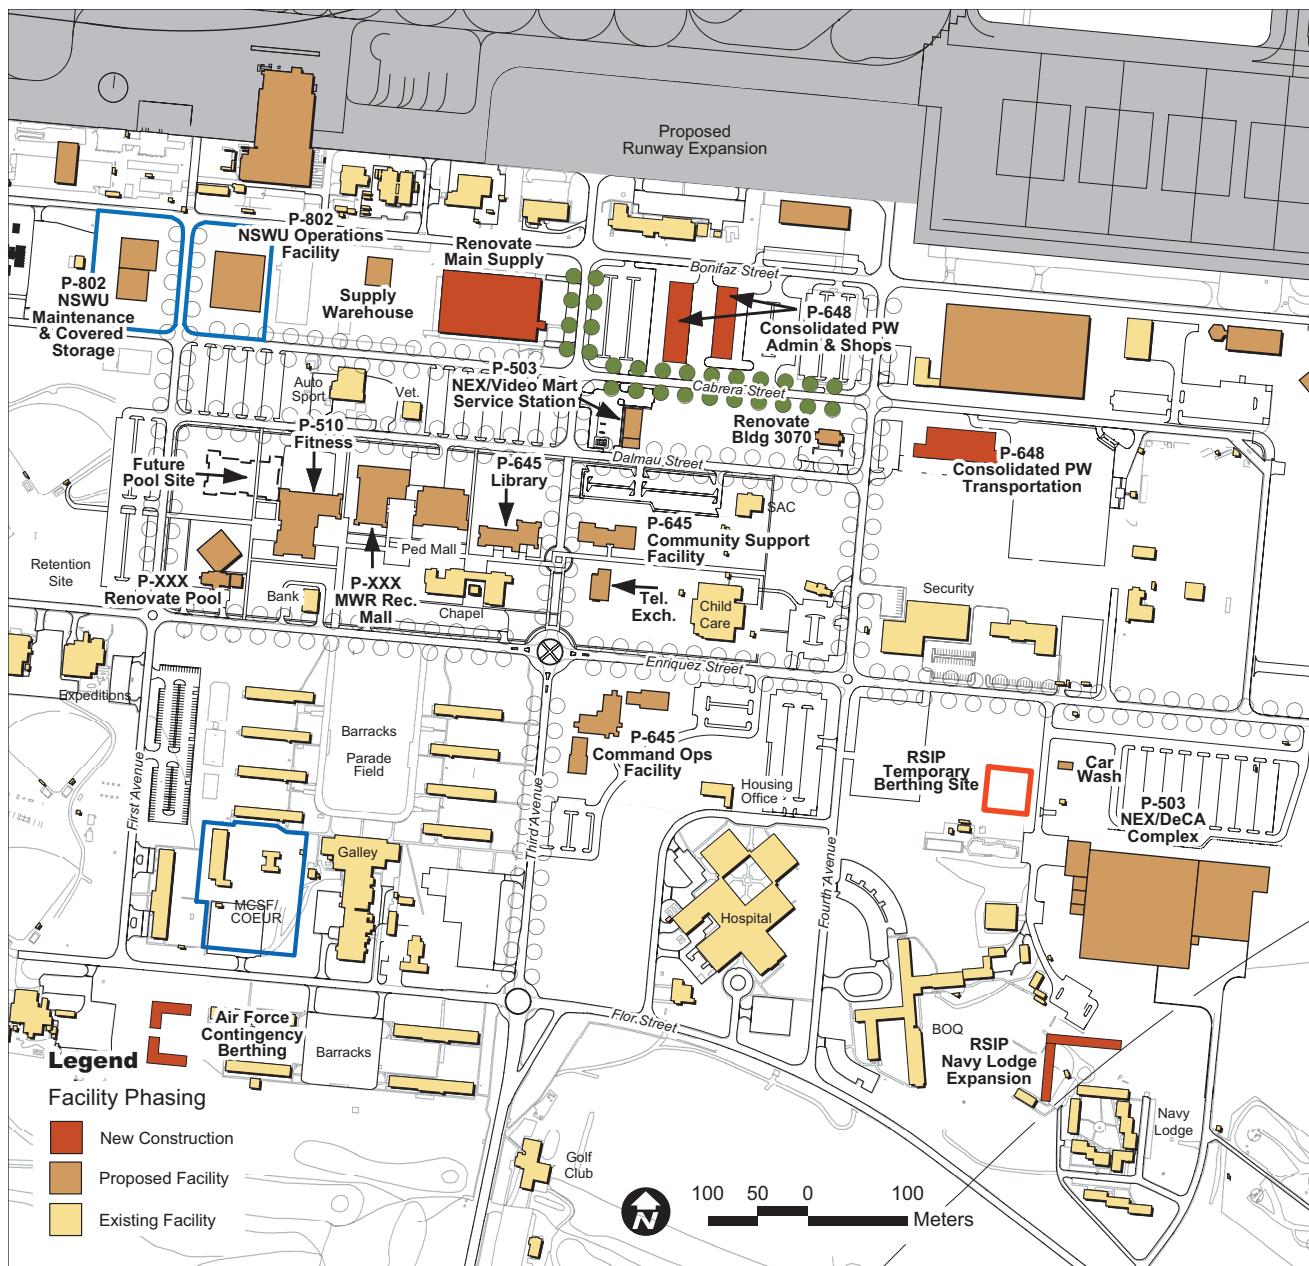 Proposed
Runway Expansion
P-802
NSWU Operations
Facility
Renovate
Main Supply
Bonifaz Street
P-802
NSWU
Maintenance
& Covered
Storage
Supply
Warehouse
P-648
Consolidated PW
Admin & Shops
P-503
NEX/Video Mart
Service Station
Cabrera Street
Auto
Sport
Vet.
P-510
Fitness
Renovate
Bldg 3070
Dalmau Street
P-648
Consolidated PW
Transportation
Future
Pool Site
P-645
Library
SAC
P-645
Community Support
Facility
Ped Mall
Retention
Site
P-XXX
Renovate Pool
Bank
P-XXX
MWR Rec.
Mall
Chapel
Tel.
Exch.
Child
Care
Security
Enriquez Street
Expeditions
Barracks
Parade
Field
P-645
Command Ops
Facility
RSIP
Temporary
Berthing Site
Car
Wash
P-503
NEX/DeCA
Complex
First Avenue
Third Avenue
Housing
Office
Fourth Avenue
Galley
MCSF/
COEUR
Hospital
Flor Street
Air Force
Contingency
Berthing
Barracks
BOQ
RSIP
Navy Lodge
Expansion
Navy
Lodge
Golf
Club
Legend
Facility Phasing
New Construction
Proposed Facility
Existing Facility
N
100 50 0 100
Meters